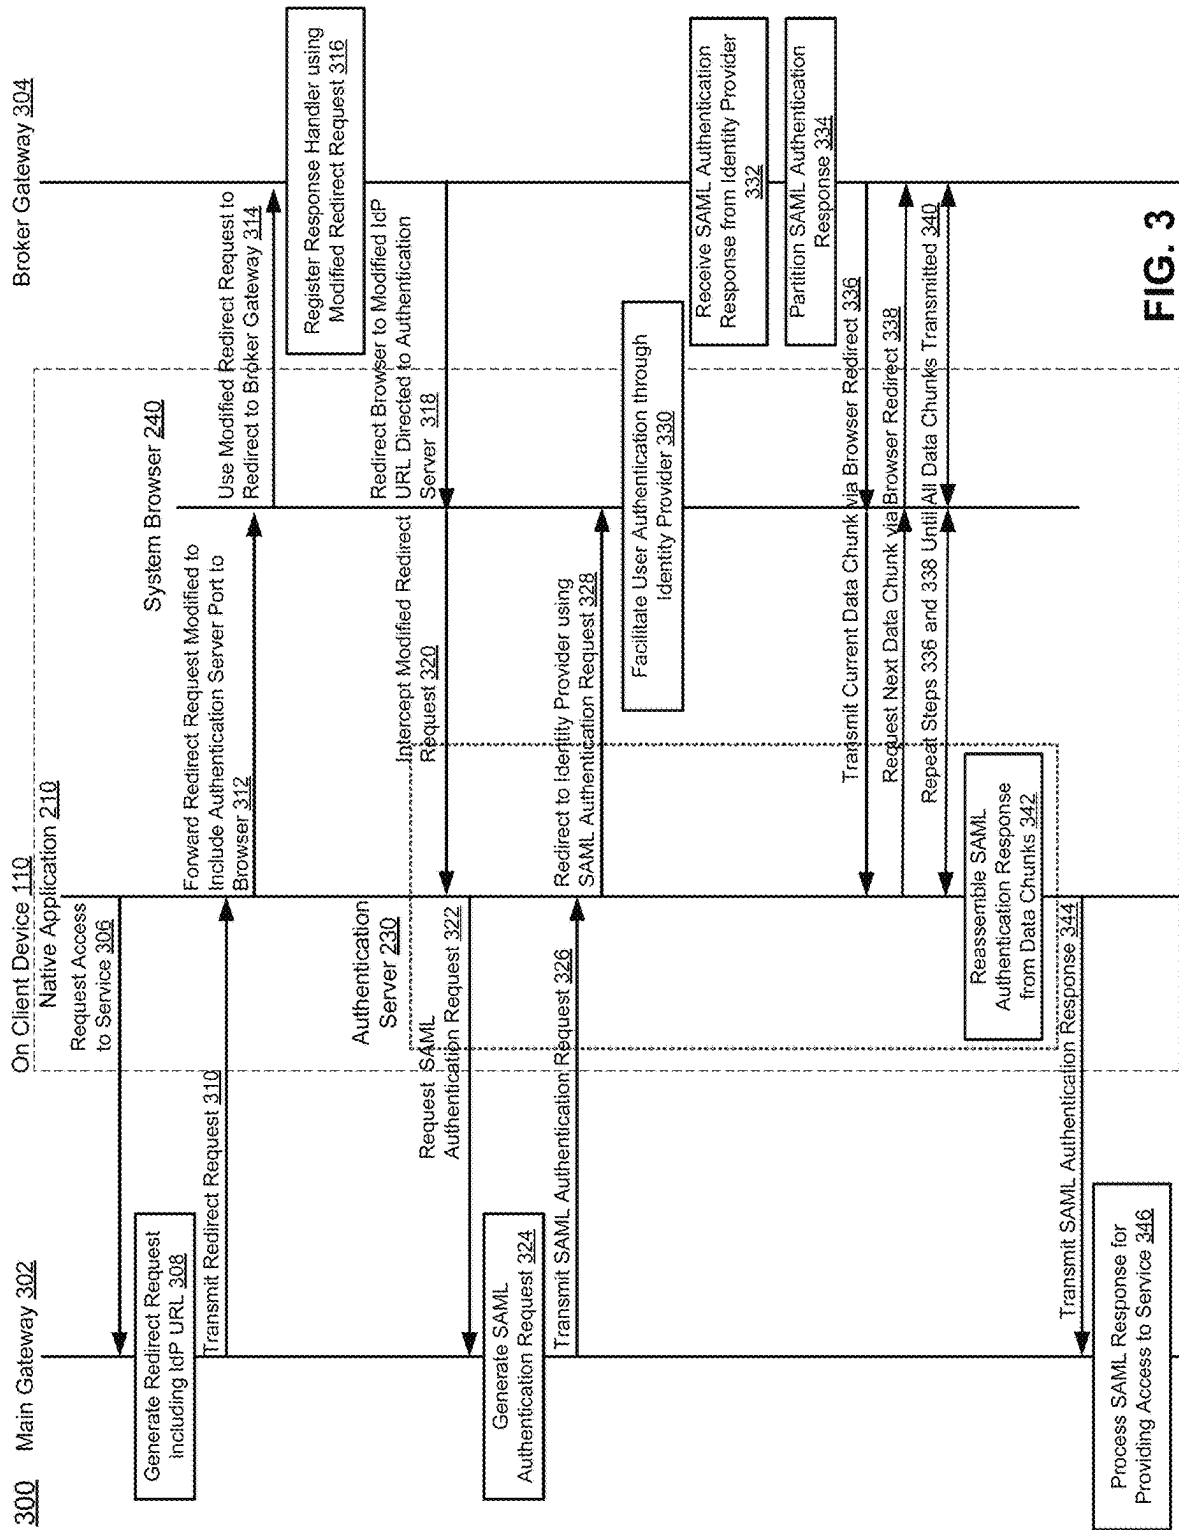 300
Main Gateway 302
On Client Device 110
Native Application 210
System Browser 240
Broker Gateway 304
Request Access
to Service 306
Generate Redirect Request
including IdP URL 308
Transmit Redirect Request 310
Forward Redirect Request Modified to
Include Authentication Server Port to
Browser 312
Use Modified Redirect Request to
Redirect to Broker Gateway 314
Register Response Handler using
Modified Redirect Request 316
Redirect Browser to Modified IdP
URL Directed to Authentication
Server 318
Intercept Modified Redirect
Request 320
Authentication
Server 230
Request SAML
Authentication Request 322
Generate SAML
Authentication Request 324
Transmit SAML Authentication Request 326
Redirect to Identity Provider using
SAML Authentication Request 328
Facilitate User Authentication through
Identity Provider 330
Receive SAML Authentication
Response from Identity Provider
332
Partition SAML Authentication
Response 334
Transmit Current Data Chunk via Browser Redirect 336
Request Next Data Chunk via Browser Redirect 338
Repeat Steps 336 and 338 Until All Data Chunks Transmitted 340
Reassemble SAML
Authentication Response
from Data Chunks 342
Transmit SAML Authentication Response 344
Process SAML Response for
Providing Access to Service 346
FIG. 3